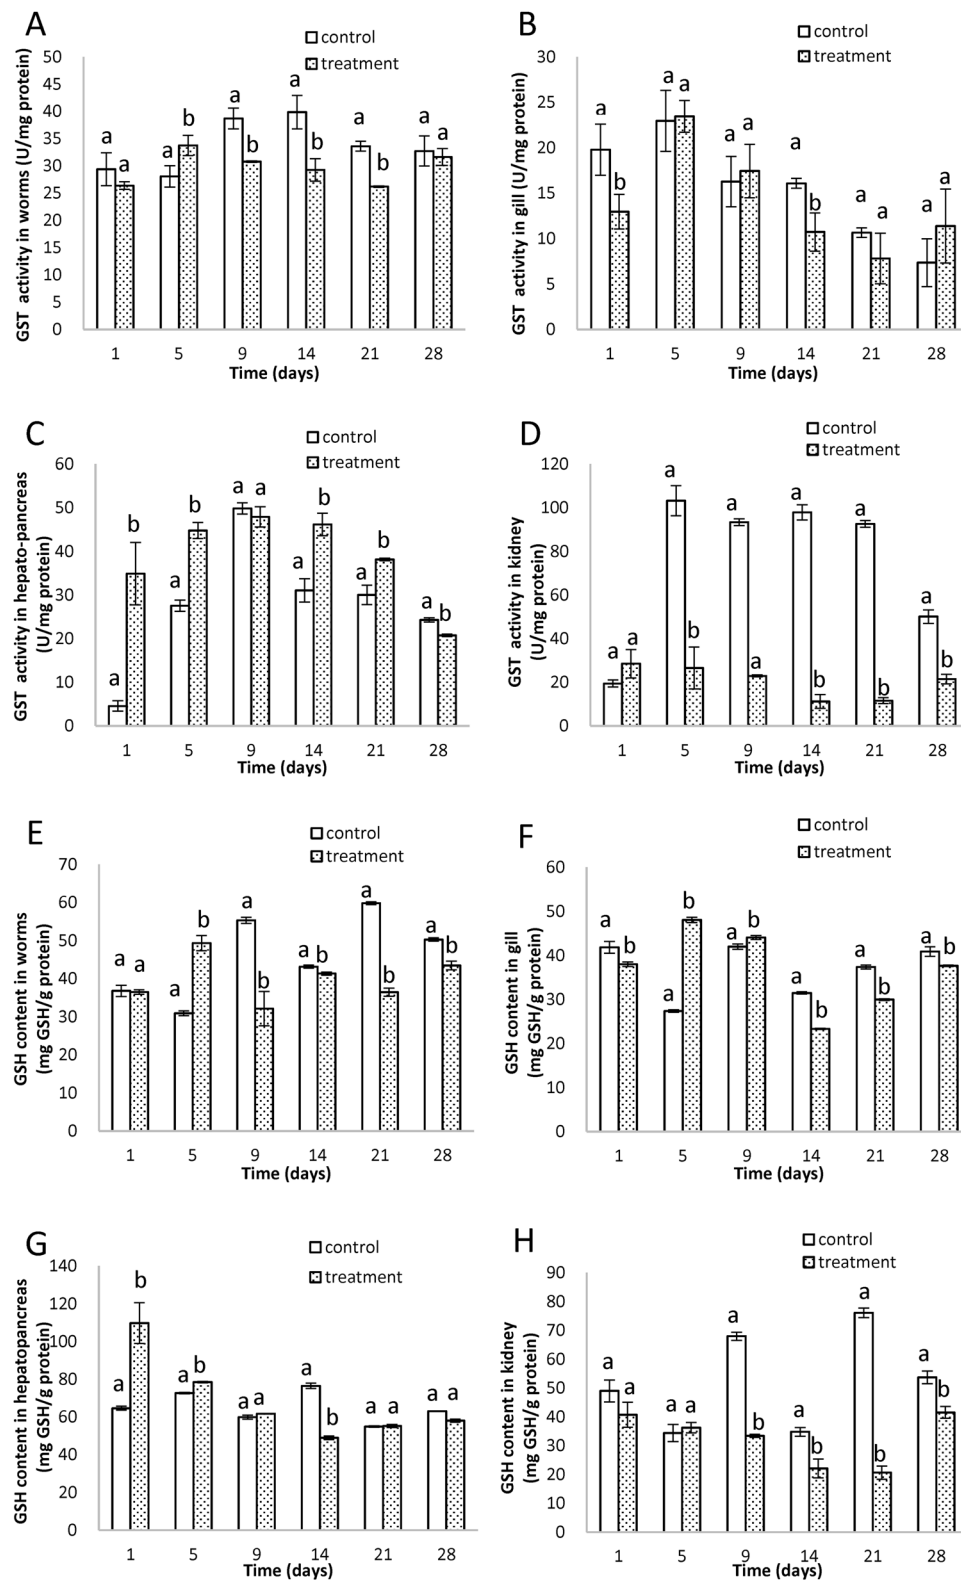 A
control
treatment
GST activity in worms (U/mg protein)
50
45
40
35
30
25
20
15
10
5
0
a a a b a b a b a b a a
1 5 9 14 21 28
Time (days)
B
control
treatment
GST activity in gill (U/mg protein)
30
25
20
15
10
5
0
a b a a a a a b a a a a
1 5 9 14 21 28
Time (days)
C
control
treatment
GST activity in hepato-pancreas
(U/mg protein)
60
50
40
30
20
10
0
a b a b a a a b a b a b
1 5 9 14 21 28
Time (days)
D
control
treatment
GST activity in kidney
(U/mg protein)
120
100
80
60
40
20
0
a a a b a a a b a b a b
1 5 9 14 21 28
Time (days)
E
control
treatment
GSH content in worms
(mg GSH/g protein)
70
60
50
40
30
20
10
0
a a a b a b a b a b a b
1 5 9 14 21 28
Time (days)
F
control
treatment
GSH content in gill
(mg GSH/g protein)
60
50
40
30
20
10
0
a b a b a b a b a b a b
1 5 9 14 21 28
Time (days)
G
control
treatment
GSH content in hepatopancreas
(mg GSH/g protein)
140
120
100
80
60
40
20
0
a b a b a a a b a a a a
1 5 9 14 21 28
Time (days)
H
control
treatment
GSH content in kidney
(mg GSH/g protein)
90
80
70
60
50
40
30
20
10
0
a a a a a b a b a b a b
1 5 9 14 21 28
Time (days)